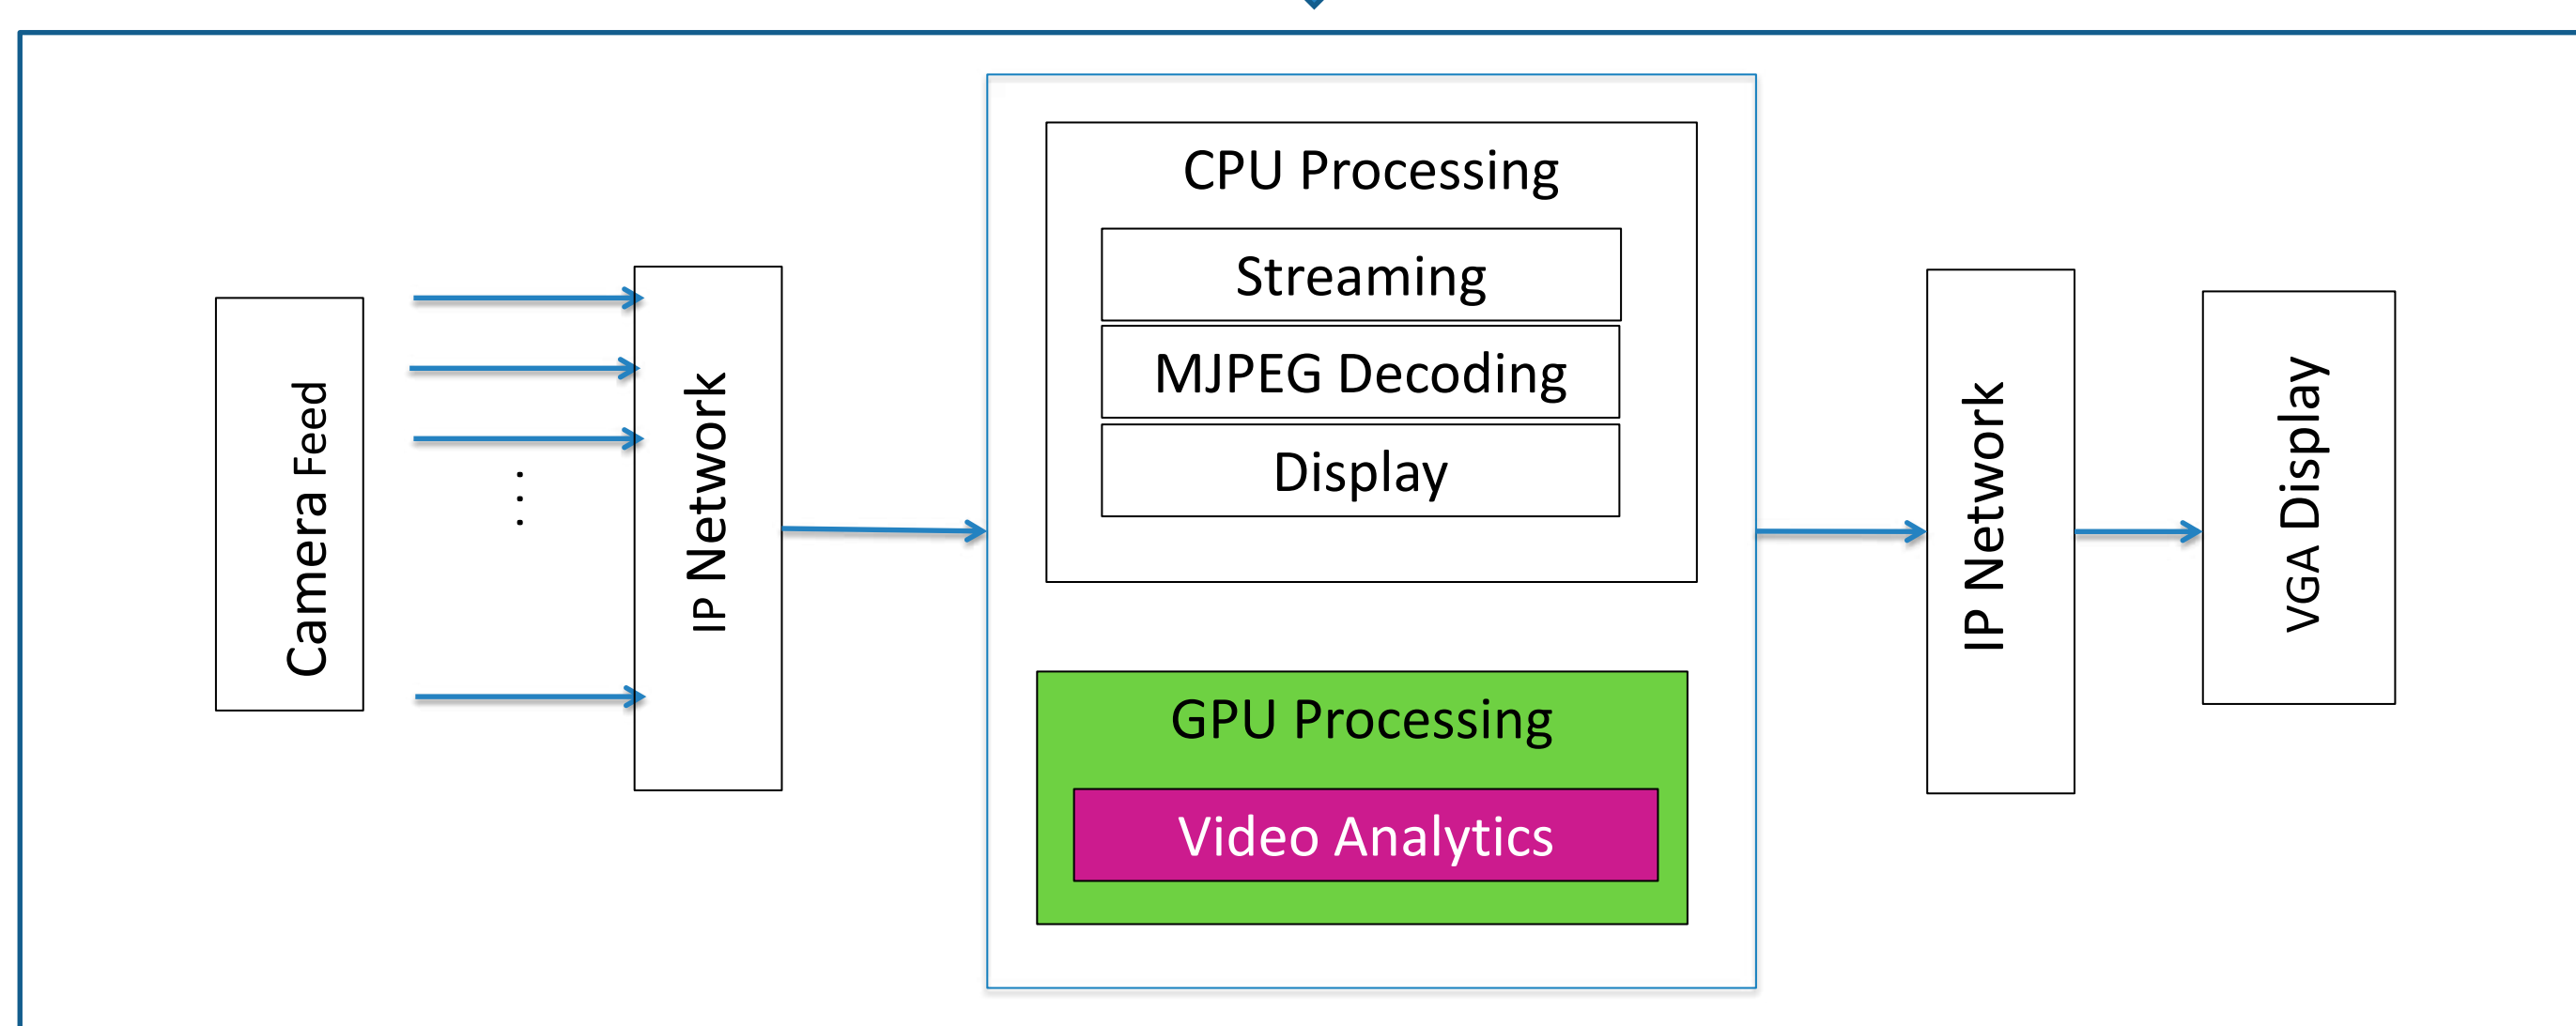 Camera Feed
. . .
IP Network
CPU Processing
Streaming
MJPEG Decoding
Display
GPU Processing
Video Analytics
IP Network
VGA Display